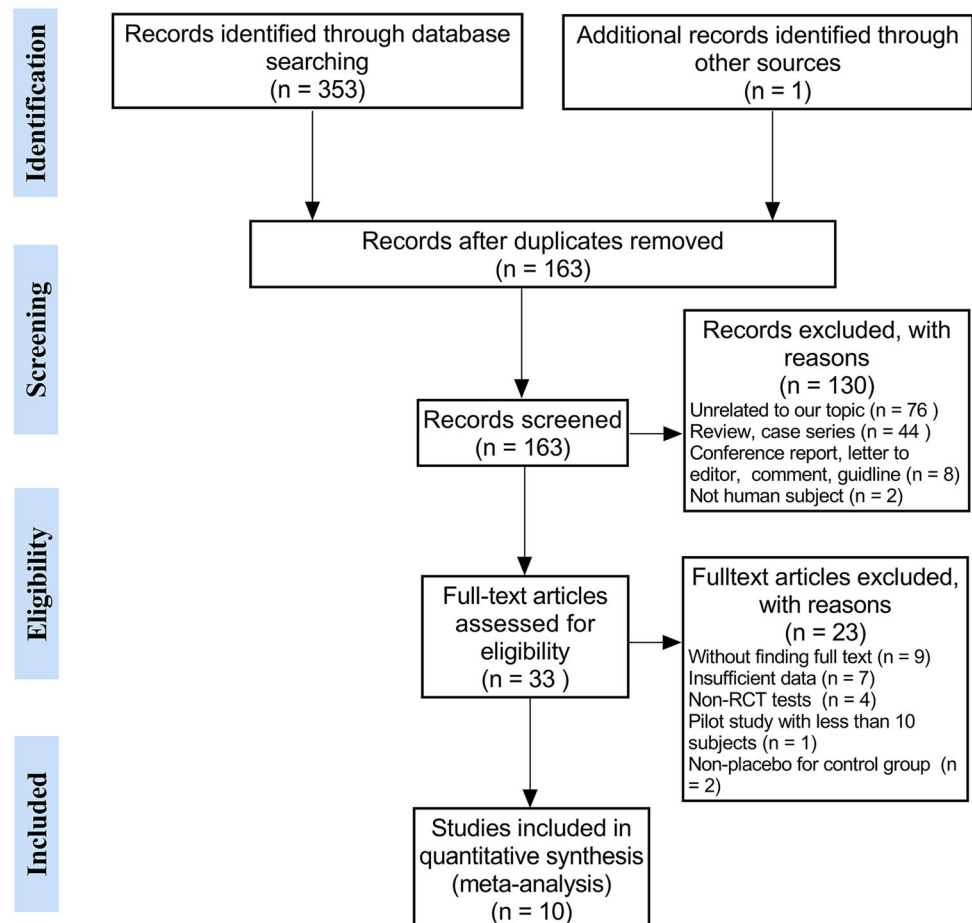 Identification
Records identified through database
searching
(n = 353)
Additional records identified through
other sources
(n = 1)
Records after duplicates removed
(n = 163)
Screening
Records screened
(n = 163)
Records excluded, with
reasons
(n = 130)
Unrelated to our topic (n = 76 )
Review, case series (n = 44 )
Conference report, letter to
editor, comment, guidline (n = 8)
Not human subject (n = 2)
Eligibility
Full-text articles
assessed for
eligibility
(n = 33 )
Fulltext articles excluded,
with reasons
(n = 23)
Without finding full text (n = 9)
Insufficient data (n = 7)
Non-RCT tests (n = 4)
Pilot study with less than 10
subjects (n = 1)
Non-placebo for control group (n
= 2)
Included
Studies included in
quantitative synthesis
(meta-analysis)
(n = 10)